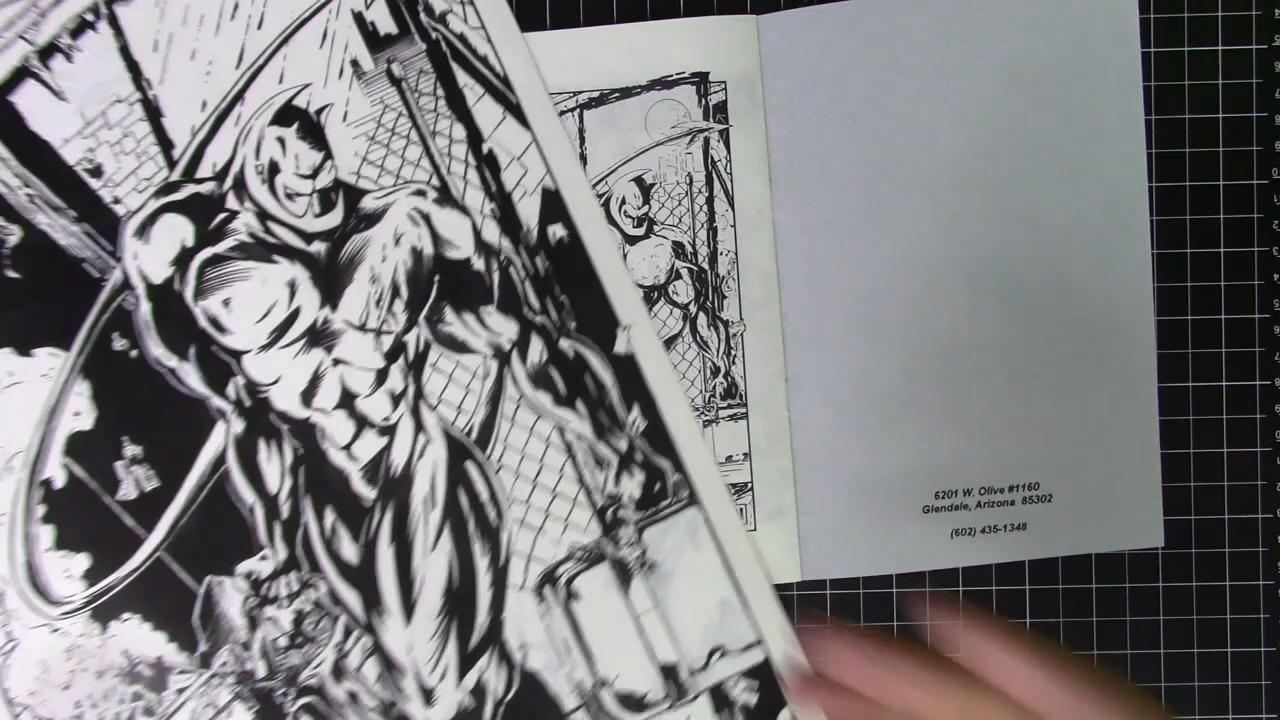 6201 W. Olive #1160
Glendale, Arizona 85302
(602) 435-1348